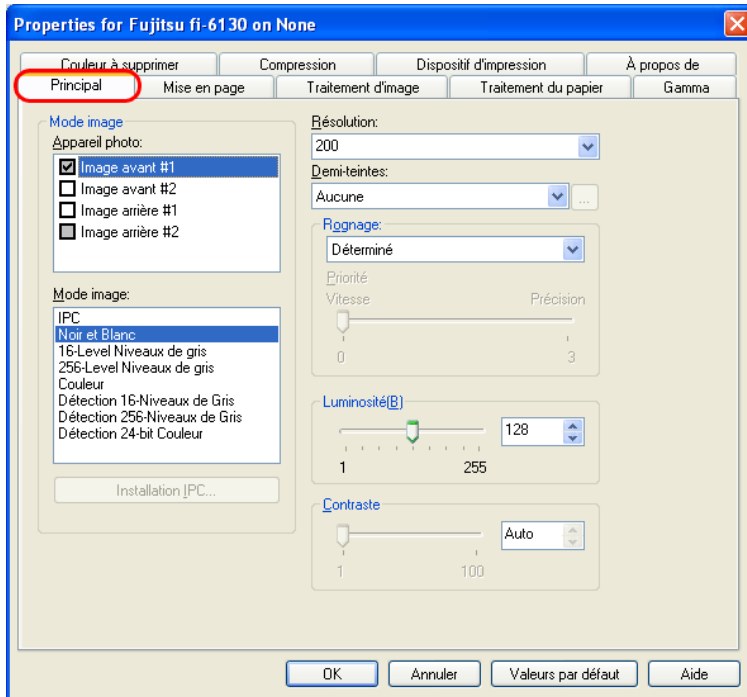 Properties for Fujitsu fi-6130 on None
Couleur à supprimer
Compression
Dispositif d'impression
À propos de
Principal
Mise en page
Traitement d'image
Traitement du papier
Gamma
Mode image
Appareil photo:
Image avant #1
Image avant #2
Image arrière #1
Image arrière #2
Mode image:
IPC
Noir et Blanc
16-Level Niveaux de gris
256-Level Niveaux de gris
Couleur
Détection 16-Niveaux de Gris
Détection 256-Niveaux de Gris
Détection 24-bit Couleur
Installation IPC...
Résolution:
200
Demi-teintes:
Aucune
...
Rognage:
Déterminé
Priorité
Vitesse Précision
0 3
Luminosité(B)
128
1 255
Contraste
Auto
1 100
OK
Annuler
Valeurs par défaut
Aide